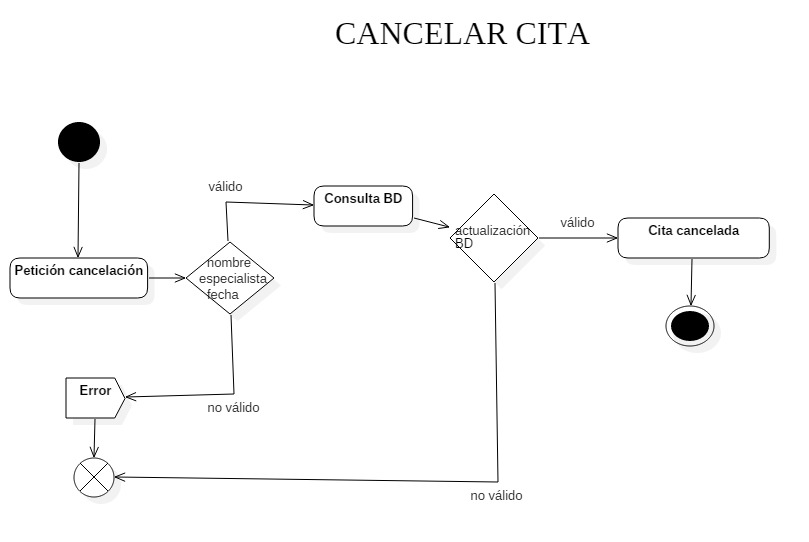 CANCELAR CITA
válido
Consulta BD
válido
Cita cancelada
actualización
BD
Petición cancelación
nombre
especialista
fecha
Error
no válido
no válido